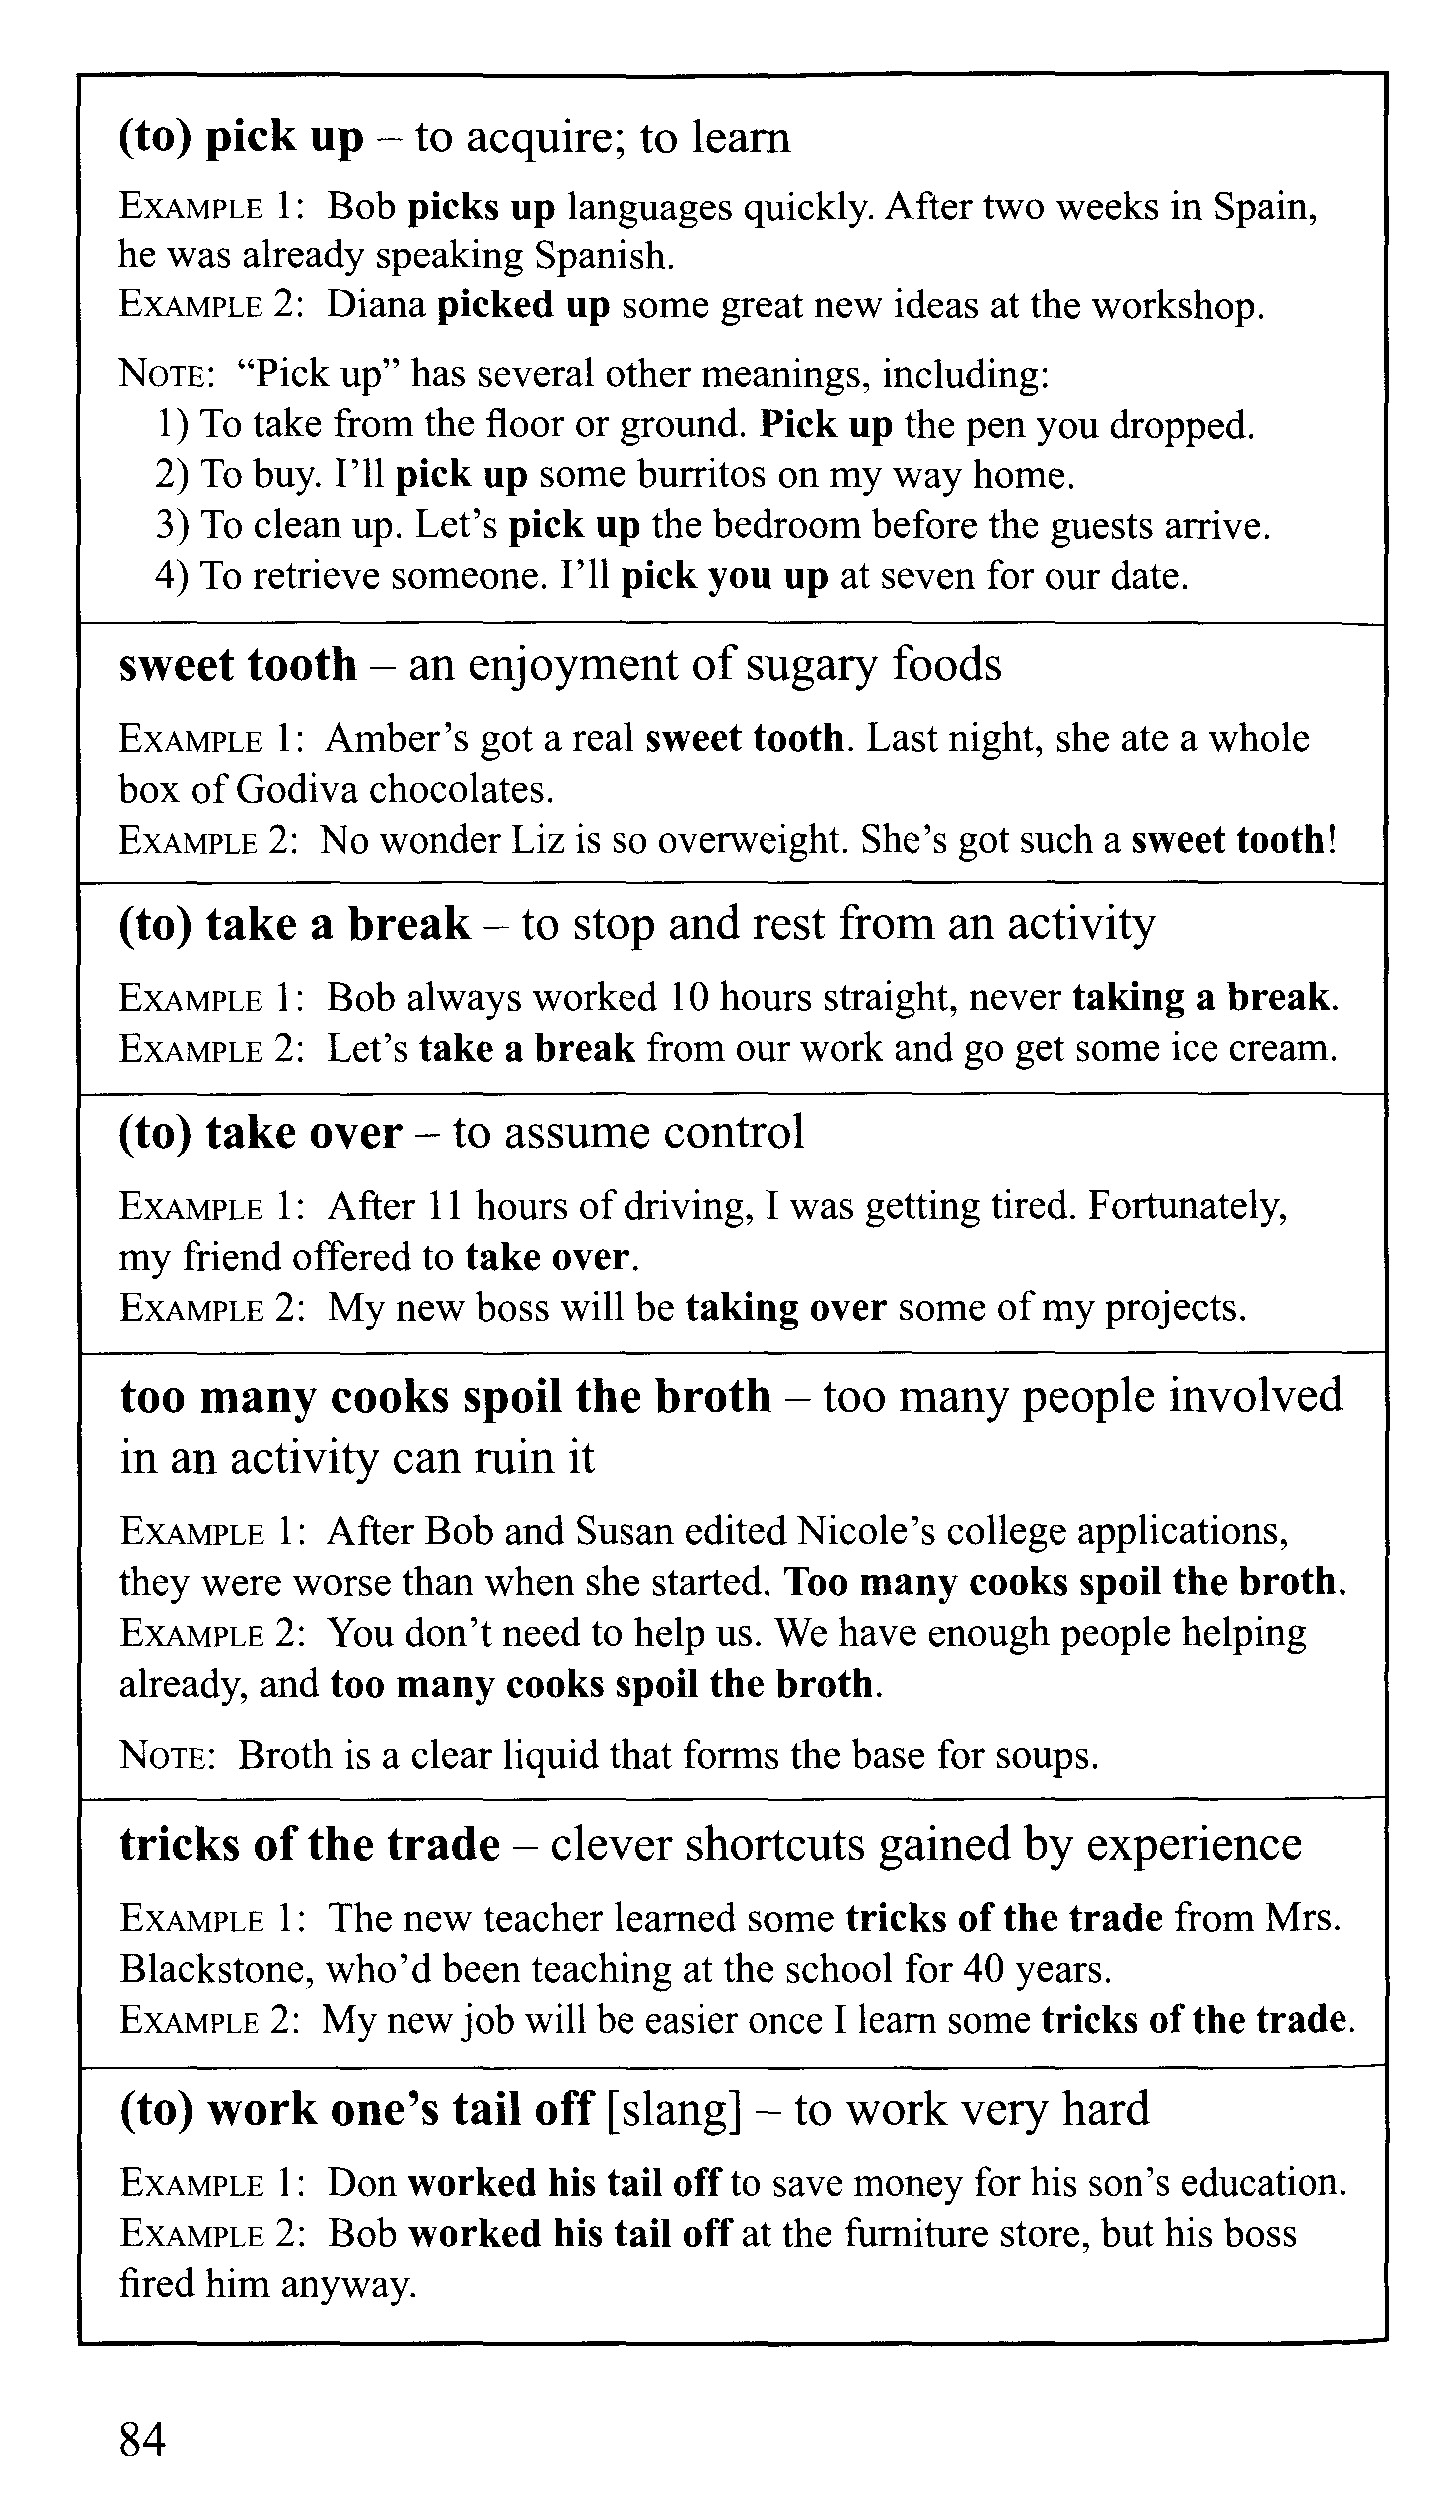 (to) pick up – to acquire; to learn
EXAMPLE 1: Bob picks up languages quickly. After two weeks in Spain,
he was already speaking Spanish.
EXAMPLE 2: Diana picked up some great new ideas at the workshop.
NOTE: “Pick up” has several other meanings, including:
1) To take from the floor or ground. Pick up the pen you dropped.
2) To buy. I’ll pick up some burritos on my way home.
3) To clean up. Let’s pick up the bedroom before the guests arrive.
4) To retrieve someone. I’ll pick you up at seven for our date.
sweet tooth – an enjoyment of sugary foods
EXAMPLE 1: Amber’s got a real sweet tooth. Last night, she ate a whole
box of Godiva chocolates.
EXAMPLE 2: No wonder Liz is so overweight. She’s got such a sweet tooth!
(to) take a break – to stop and rest from an activity
EXAMPLE 1: Bob always worked 10 hours straight, never taking a break.
EXAMPLE 2: Let’s take a break from our work and go get some ice cream.
(to) take over – to assume control
EXAMPLE 1: After 11 hours of driving, I was getting tired. Fortunately,
my friend offered to take over.
EXAMPLE 2: My new boss will be taking over some of my projects.
too many cooks spoil the broth – too many people involved
in an activity can ruin it
EXAMPLE 1: After Bob and Susan edited Nicole’s college applications,
they were worse than when she started. Too many cooks spoil the broth.
EXAMPLE 2: You don’t need to help us. We have enough people helping
already, and too many cooks spoil the broth.
NOTE: Broth is a clear liquid that forms the base for soups.
tricks of the trade – clever shortcuts gained by experience
EXAMPLE 1: The new teacher learned some tricks of the trade from Mrs.
Blackstone, who’d been teaching at the school for 40 years.
EXAMPLE 2: My new job will be easier once I learn some tricks of the trade.
(to) work one’s tail off [slang] – to work very hard
EXAMPLE 1: Don worked his tail off to save money for his son’s education.
EXAMPLE 2: Bob worked his tail off at the furniture store, but his boss
fired him anyway.
84